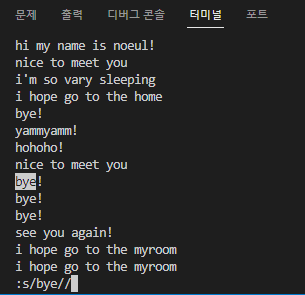 문제 출력 디버그 콘솔 터미널 포트
hi my name is noeul!
nice to meet you
i'm so vary sleeping
i hope go to the home
bye!
yammyamm!
hohoho!
nice to meet you
bye!
bye!
bye!
see you again!
i hope go to the myroom
i hope go to the myroom
:s/bye//